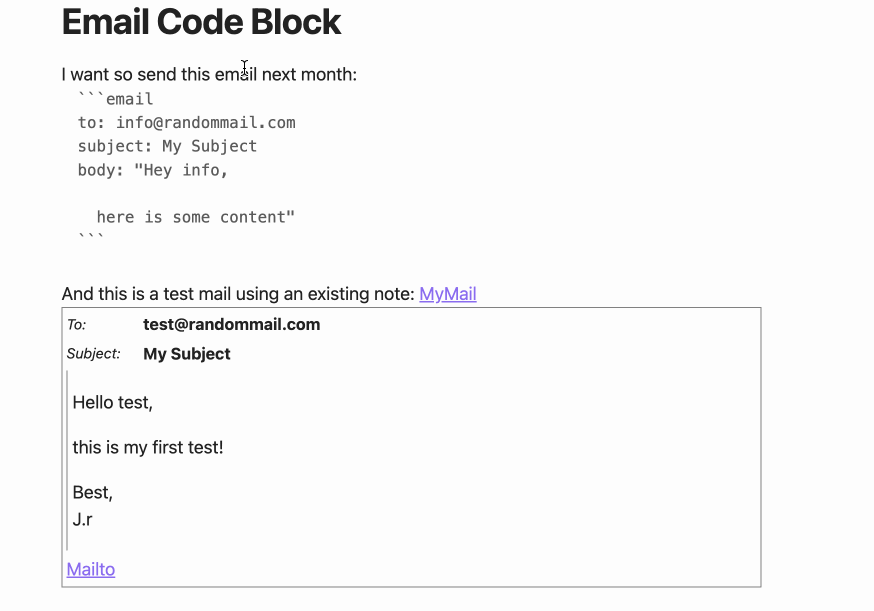 Email Code Block
I want so send this email next month:
```email
to: info@randommail.com
subject: My Subject
body: "Hey info,
here is some content"
```
And this is a test mail using an existing note: MyMail
To: test@randommail.com
Subject: My Subject
Hello test,
this is my first test!
Best,
J.r
Mailto